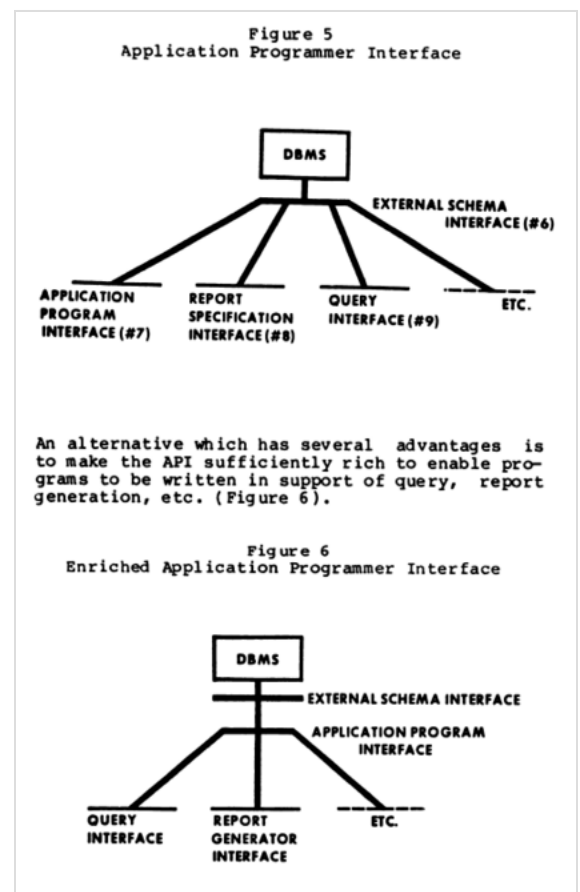 Figure 5
Application Programmer Interface
DBMS
EXTERNAL SCHEMA
INTERFACE (#6)
APPLICATION
PROGRAM
INTERFACE (#7)
REPORT
SPECIFICATION
INTERFACE (#8)
QUERY
INTERFACE (#9)
ETC.
An alternative which has several advantages is
to make the API sufficiently rich to enable pro-
grams to be written in support of query, report
generation, etc. (Figure 6).
Figure 6
Enriched Application Programmer Interface
DBMS
EXTERNAL SCHEMA INTERFACE
APPLICATION PROGRAM
INTERFACE
QUERY
INTERFACE
REPORT
GENERATOR
INTERFACE
ETC.